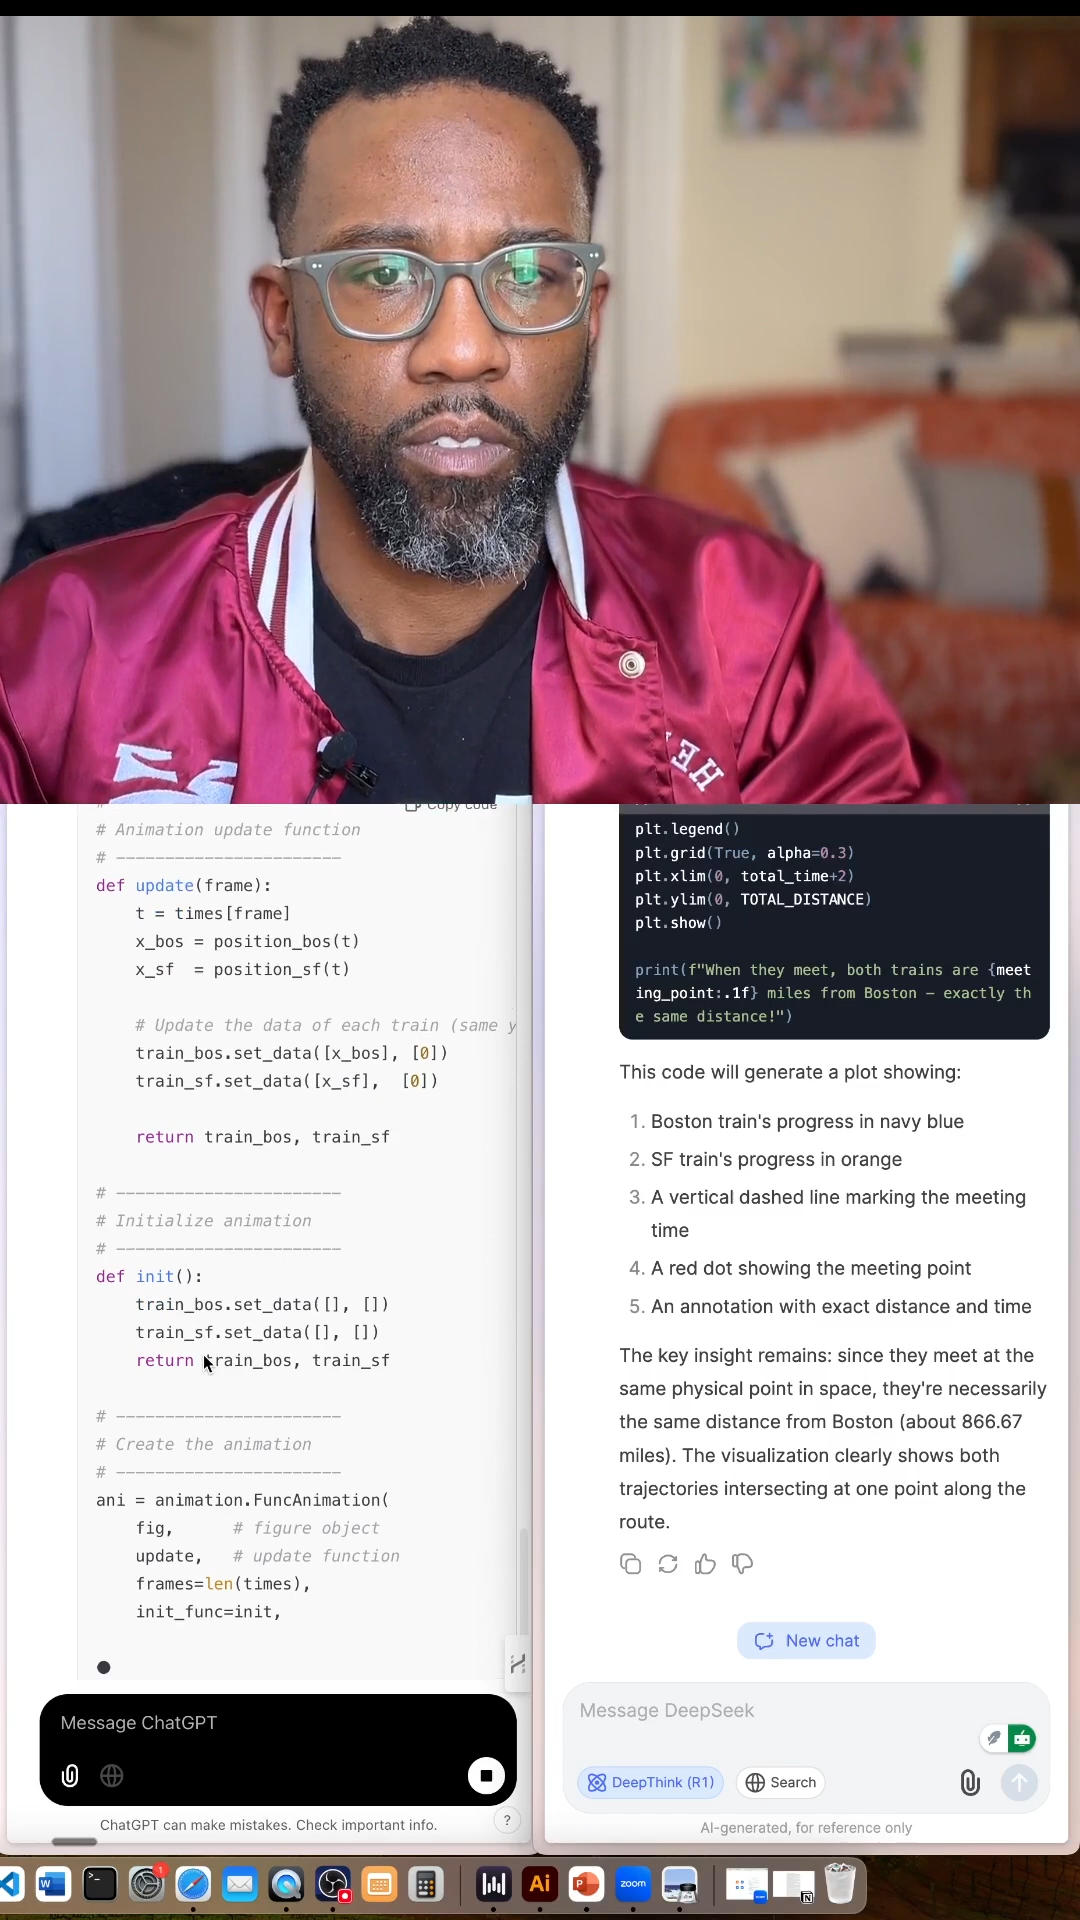 HEH
Copy code
# Animation update function
# -----------------------
def update(frame):
t = times[frame]
x_bos = position_bos(t)
x_sf  = position_sf(t)
# Update the data of each train (same y
train_bos.set_data([x_bos], [0])
train_sf.set_data([x_sf],  [0])
return train_bos, train_sf
# -----------------------
# Initialize animation
# -----------------------
def init():
train_bos.set_data([], [])
train_sf.set_data([], [])
return train_bos, train_sf
# -----------------------
# Create the animation
# -----------------------
ani = animation.FuncAnimation(
fig,      # figure object
update,   # update function
frames=len(times),
init_func=init,
Message ChatGPT
ChatGPT can make mistakes. Check important info.
?
plt.legend()
plt.grid(True, alpha=0.3)
plt.xlim(0, total_time+2)
plt.ylim(0, TOTAL_DISTANCE)
plt.show()
print(f"When they meet, both trains are {meet
ing_point:.1f} miles from Boston – exactly th
e same distance!")
This code will generate a plot showing:
1. Boston train's progress in navy blue
2. SF train's progress in orange
3. A vertical dashed line marking the meeting
time
4. A red dot showing the meeting point
5. An annotation with exact distance and time
The key insight remains: since they meet at the
same physical point in space, they're necessarily
the same distance from Boston (about 866.67
miles). The visualization clearly shows both
trajectories intersecting at one point along the
route.
New chat
Message DeepSeek
DeepThink (R1)
Search
AI-generated, for reference only
W
>_
1
Ai
P
zoom
N